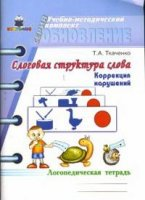 Учебно-методический
комплект
ОБНОВЛЕНИЕ
Т.А. Ткаченко
Слоговая структура слова
Коррекция
нарушений
Логопедическая тетрадь